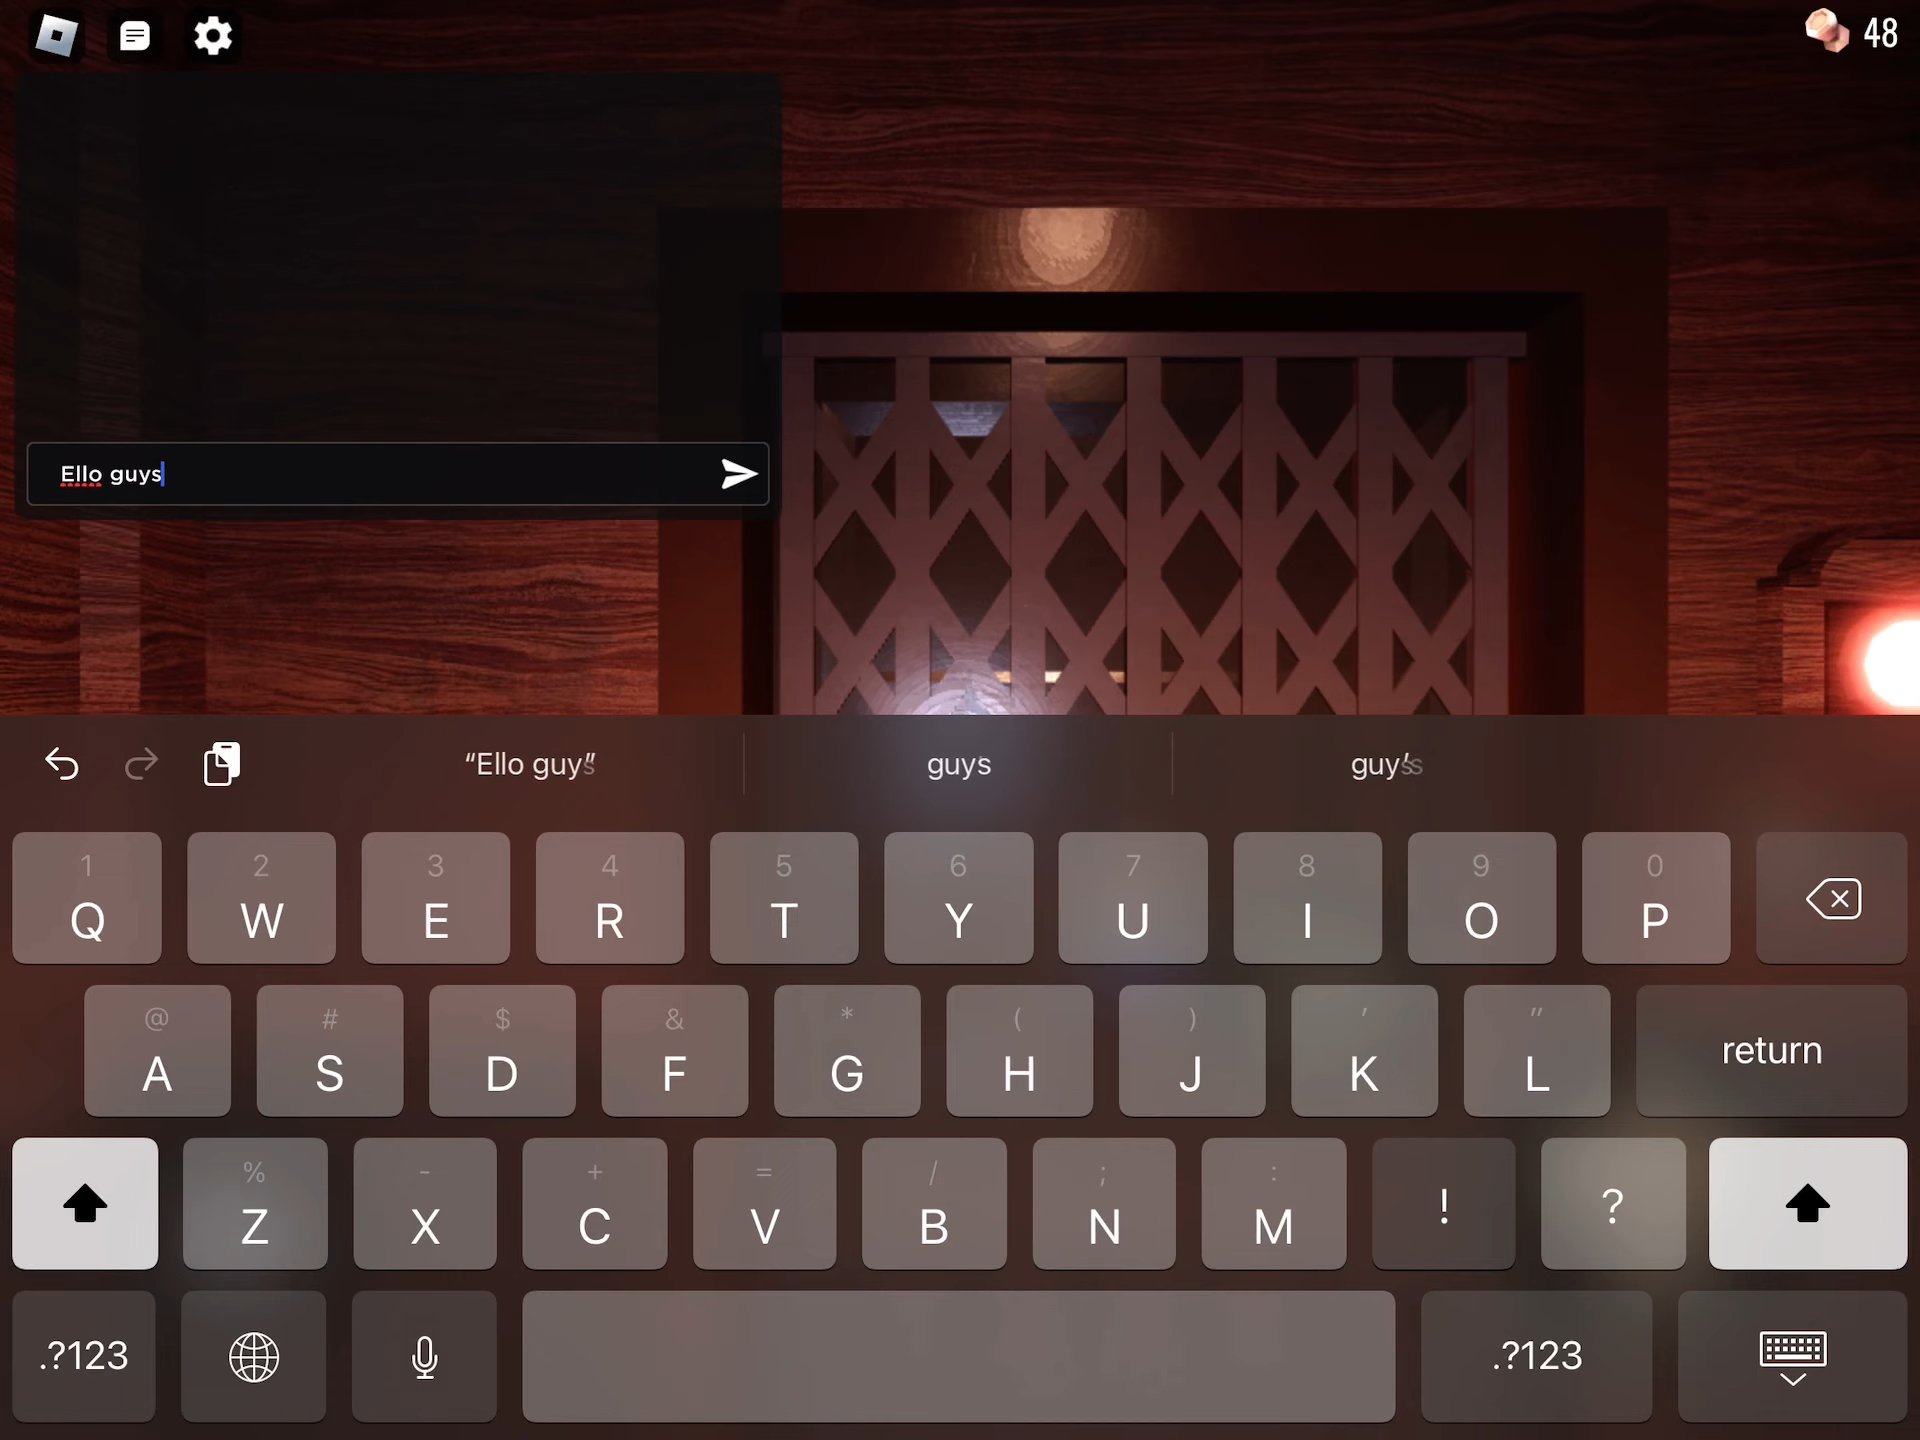 48
Ello guys
“Ello guy” guys guy’s
1 2 3 4 5 6 7 8 9 0
Q W E R T Y U I O P
@ # $ & * ( ) ' "
A S D F G H J K L return
% - + = / ; :
Z X C V B N M ! ?
.?123 .?123